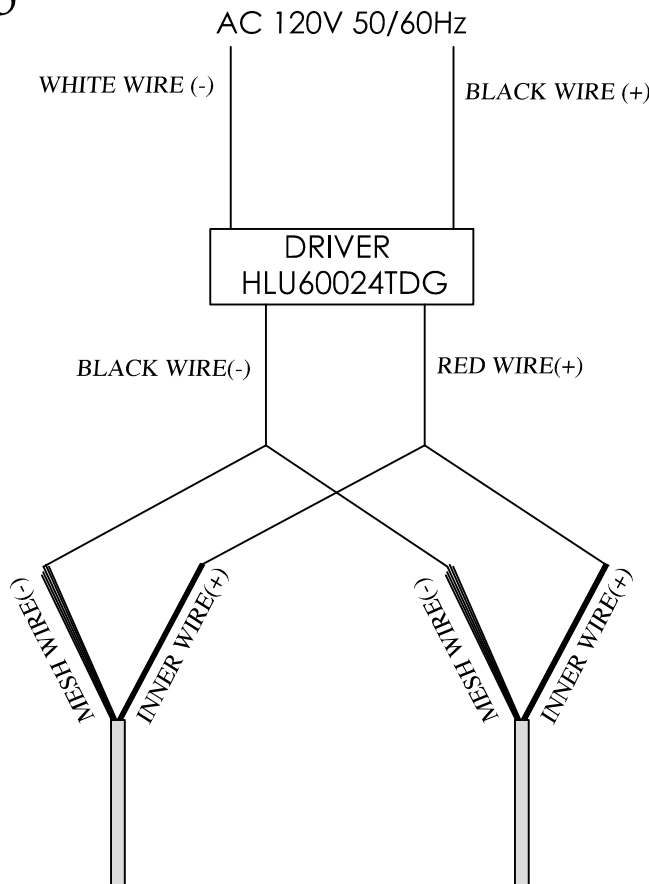 AC 120V 50/60Hz
WHITE WIRE (-)
BLACK WIRE (+)
DRIVER
HLU60024TDG
BLACK WIRE(-)
RED WIRE(+)
MESH WIRE(-)
INNER WIRE(+)
MESH WIRE(-)
INNER WIRE(+)